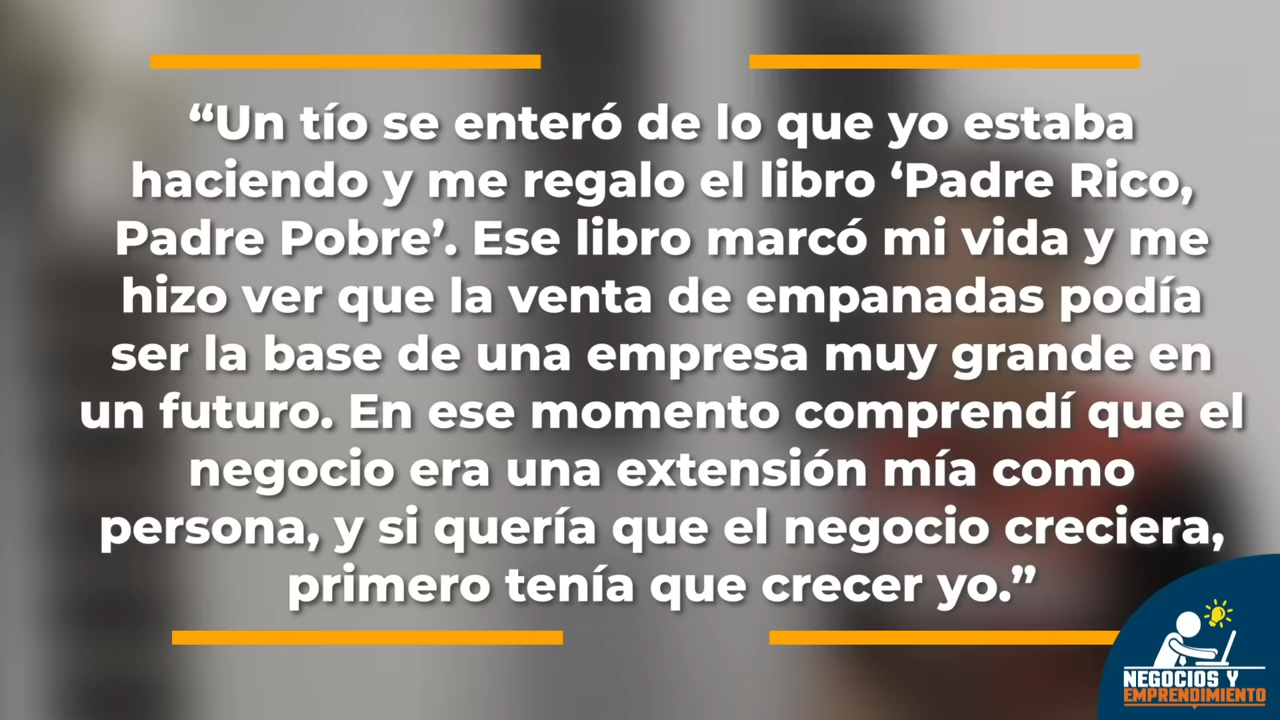 “Un tío se enteró de lo que yo estaba
haciendo y me regalo el libro ‘Padre Rico,
Padre Pobre’. Ese libro marcó mi vida y me
hizo ver que la venta de empanadas podía
ser la base de una empresa muy grande en
un futuro. En ese momento comprendí que el
negocio era una extensión mía como
persona, y si quería que el negocio creciera,
primero tenía que crecer yo.”
NEGOCIOS Y
EMPRENDIMIENTO